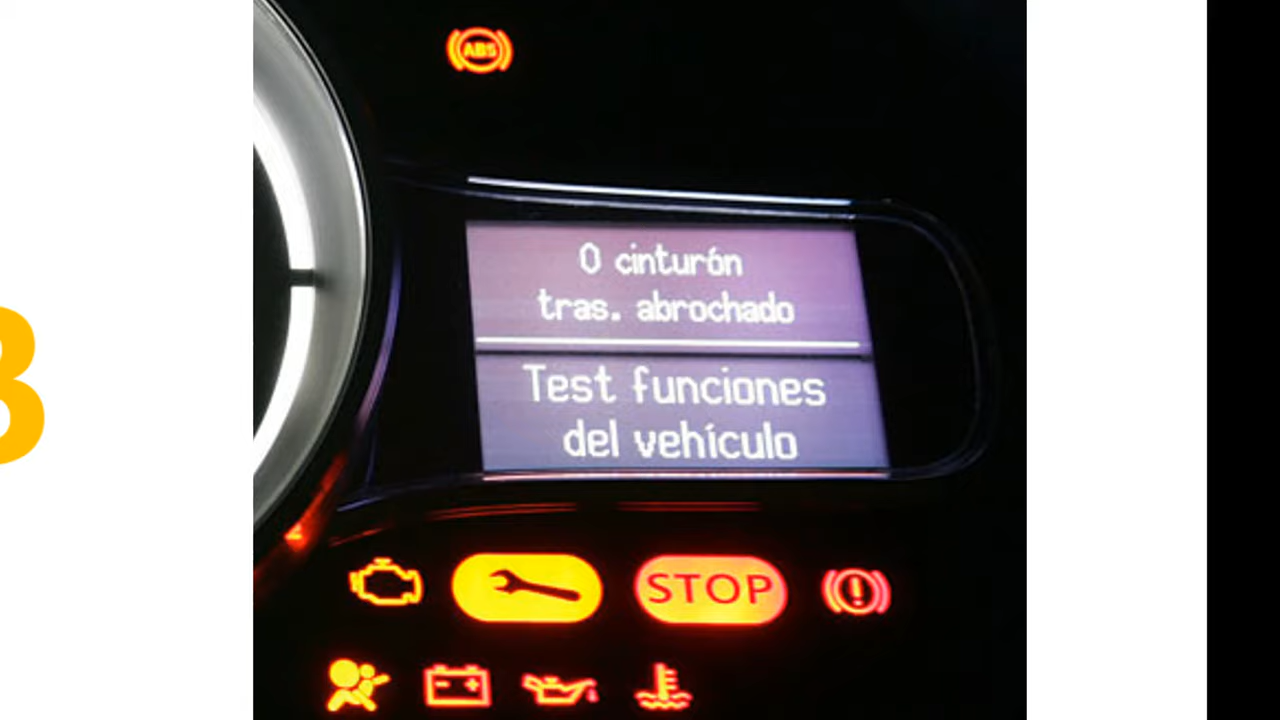 ABS
0 cinturón
tras. abrochado
Test funciones
del vehículo
STOP